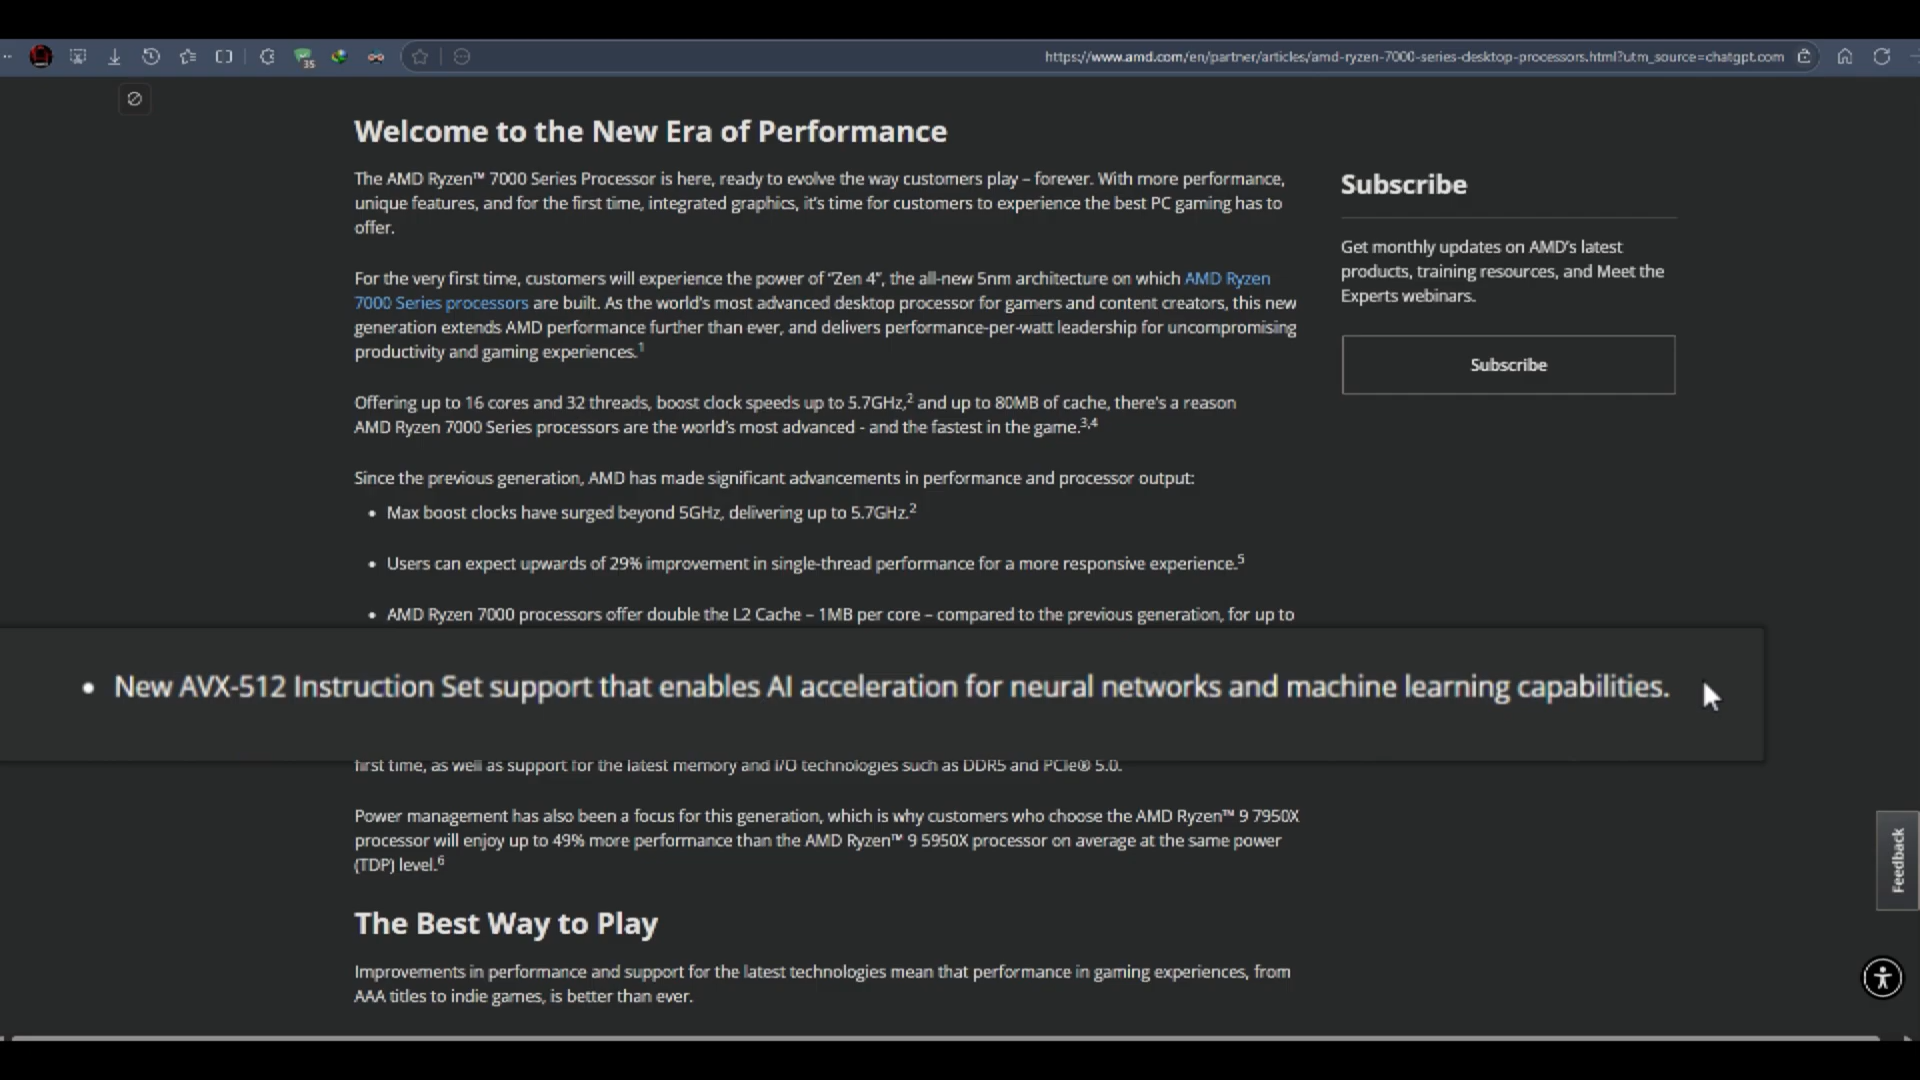 https://www.amd.com/en/partner/articles/amd-ryzen-7000-series-desktop-processors.html?utm_source=chatgpt.com
35
Welcome to the New Era of Performance
The AMD Ryzen™ 7000 Series Processor is here, ready to evolve the way customers play – forever. With more performance,
unique features, and for the first time, integrated graphics, it's time for customers to experience the best PC gaming has to
offer.
For the very first time, customers will experience the power of “Zen 4”, the all-new 5nm architecture on which AMD Ryzen
7000 Series processors are built. As the world's most advanced desktop processor for gamers and content creators, this new
generation extends AMD performance further than ever, and delivers performance-per-watt leadership for uncompromising
productivity and gaming experiences.1
Offering up to 16 cores and 32 threads, boost clock speeds up to 5.7GHz,2 and up to 80MB of cache, there's a reason
AMD Ryzen 7000 Series processors are the world's most advanced - and the fastest in the game.3,4
Since the previous generation, AMD has made significant advancements in performance and processor output:
• Max boost clocks have surged beyond 5GHz, delivering up to 5.7GHz.2
• Users can expect upwards of 29% improvement in single-thread performance for a more responsive experience.5
• AMD Ryzen 7000 processors offer double the L2 Cache – 1MB per core – compared to the previous generation, for up to
• New AVX-512 Instruction Set support that enables AI acceleration for neural networks and machine learning capabilities.
first time, as well as support for the latest memory and I/O technologies such as DDR5 and PCIe® 5.0.
Power management has also been a focus for this generation, which is why customers who choose the AMD Ryzen™ 9 7950X
processor will enjoy up to 49% more performance than the AMD Ryzen™ 9 5950X processor on average at the same power
(TDP) level.6
The Best Way to Play
Improvements in performance and support for the latest technologies mean that performance in gaming experiences, from
AAA titles to indie games, is better than ever.
Subscribe
Get monthly updates on AMD's latest
products, training resources, and Meet the
Experts webinars.
Subscribe
Feedback